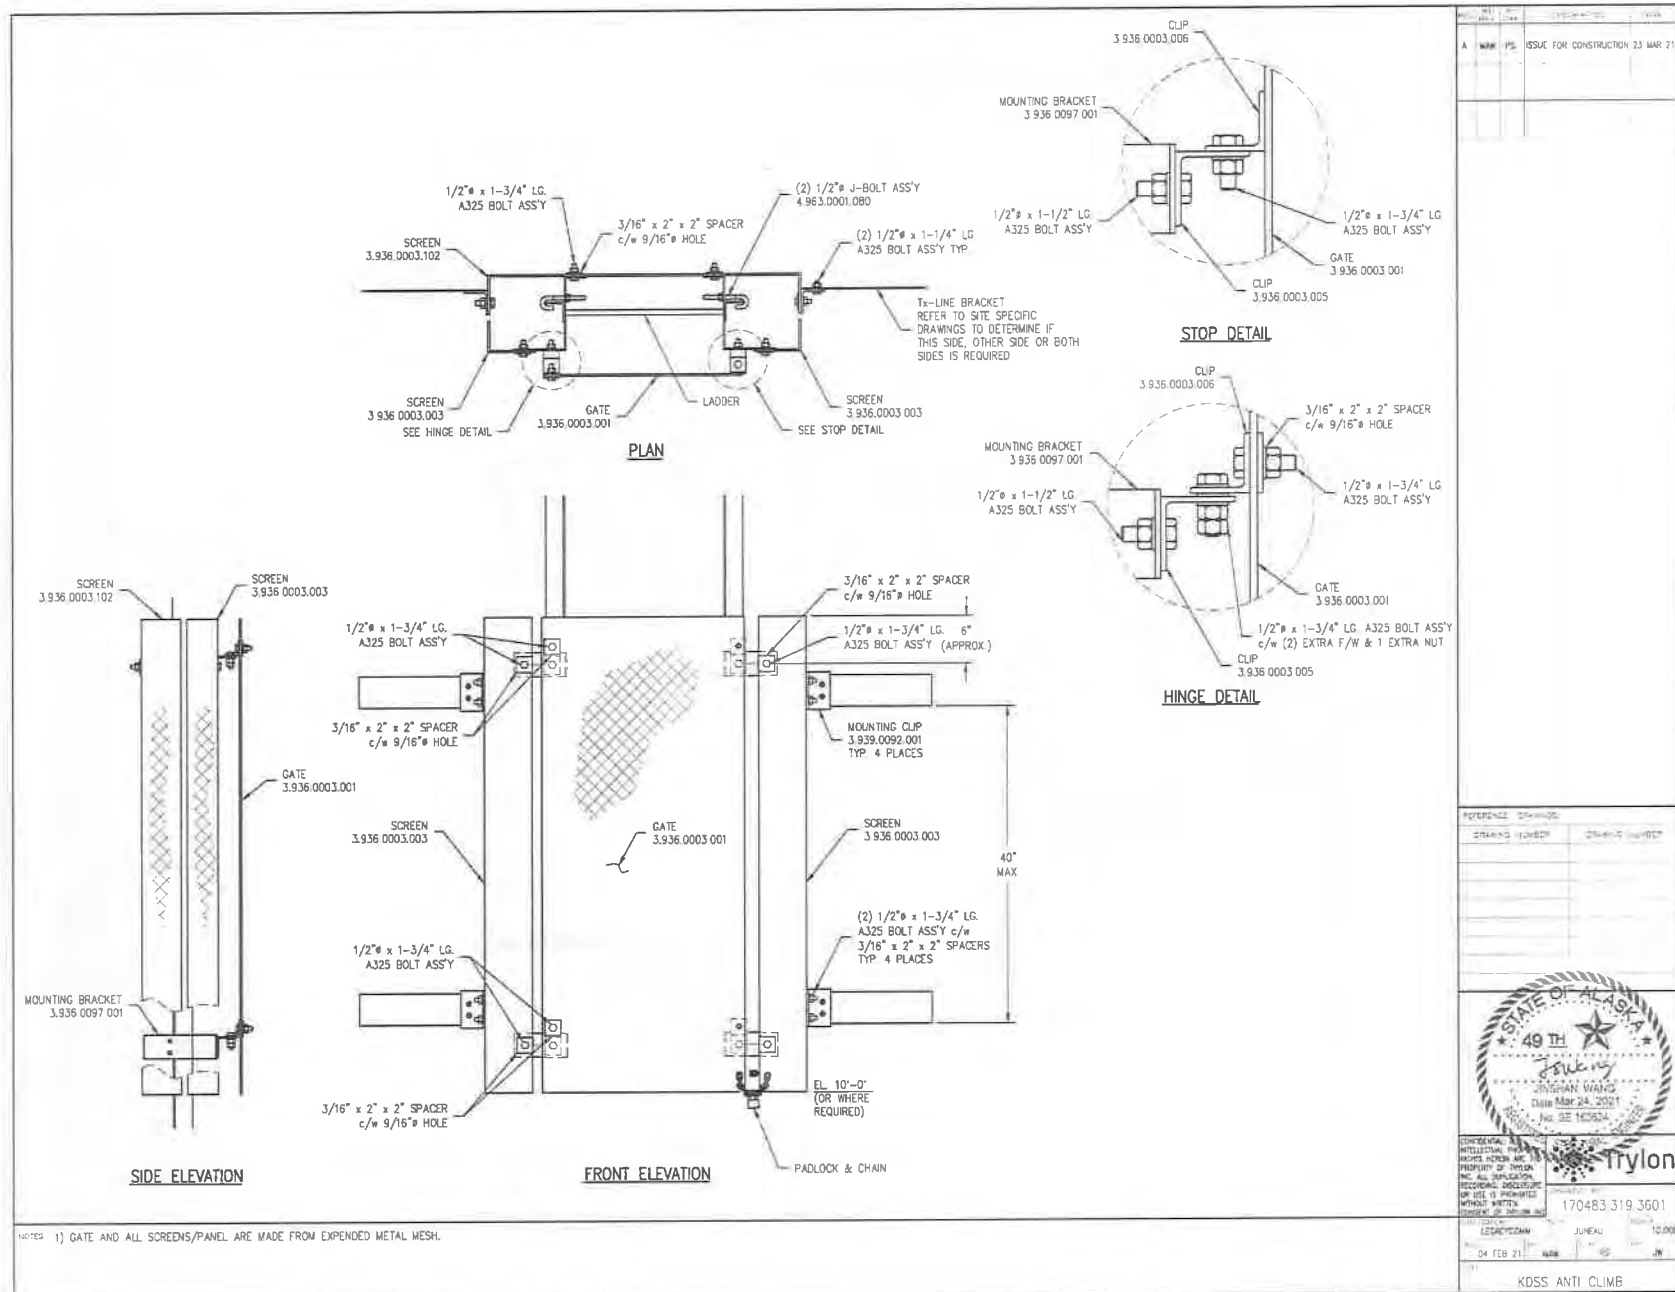 CLIP
3.936.0003.006
MOUNTING BRACKET
3.936.0097.001
1/2"ø x 1-1/2" LG.
A325 BOLT ASS'Y
1/2"ø x 1-3/4" LG.
A325 BOLT ASS'Y
GATE
3.936.0003.001
CLIP
3.936.0003.005
STOP DETAIL
1/2"ø x 1-3/4" LG.
A325 BOLT ASS'Y
3/16" x 2" x 2" SPACER
c/w 9/16"ø HOLE
(2) 1/2"ø J-BOLT ASS'Y
4.963.0001.080
(2) 1/2"ø x 1-1/4" LG
A325 BOLT ASS'Y TYP.
SCREEN
3.936.0003.102
Tx-LINE BRACKET
REFER TO SITE SPECIFIC
DRAWINGS TO DETERMINE IF
THIS SIDE, OTHER SIDE OR BOTH
SIDES IS REQUIRED
SCREEN
3.936.0003.003
SEE HINGE DETAIL
GATE
3.936.0003.001
LADDER
SCREEN
3.936.0003.003
SEE STOP DETAIL
PLAN
CLIP
3.936.0003.006
3/16" x 2" x 2" SPACER
c/w 9/16"ø HOLE
MOUNTING BRACKET
3.936.0097.001
1/2"ø x 1-1/2" LG.
A325 BOLT ASS'Y
1/2"ø x 1-3/4" LG
A325 BOLT ASS'Y
GATE
3.936.0003.001
1/2"ø x 1-3/4" LG. A325 BOLT ASS'Y
c/w (2) EXTRA F/W & 1 EXTRA NUT
CLIP
3.936.0003.005
HINGE DETAIL
SCREEN
3.936.0003.102
SCREEN
3.936.0003.003
GATE
3.936.0003.001
MOUNTING BRACKET
3.936.0097.001
SIDE ELEVATION
1/2"ø x 1-3/4" LG.
A325 BOLT ASS'Y
3/16" x 2" x 2" SPACER
c/w 9/16"ø HOLE
3/16" x 2" x 2" SPACER
c/w 9/16"ø HOLE
1/2"ø x 1-3/4" LG.
A325 BOLT ASS'Y
6"
(APPROX.)
MOUNTING CLIP
3.939.0092.001
TYP. 4 PLACES
SCREEN
3.936.0003.003
GATE
3.936.0003.001
SCREEN
3.936.0003.003
40"
MAX
1/2"ø x 1-3/4" LG.
A325 BOLT ASS'Y
(2) 1/2"ø x 1-3/4" LG.
A325 BOLT ASS'Y c/w
3/16" x 2" x 2" SPACERS
TYP. 4 PLACES
3/16" x 2" x 2" SPACER
c/w 9/16"ø HOLE
EL. 10'-0"
(OR WHERE
REQUIRED)
PADLOCK & CHAIN
FRONT ELEVATION
NOTES 1) GATE AND ALL SCREENS/PANEL ARE MADE FROM EXPENDED METAL MESH.
A WAW PS ISSUE FOR CONSTRUCTION 23 MAR 21
REFERENCE DRAWINGS
DRAWING NUMBER DRAWING NUMBER
STATE OF ALASKA
49 TH
JINSHAN WANG
Date Mar 24, 2021
Trylon
170483.319.3601
LEGACYCOMM JUNEAU
04 FEB 21 WAW PS JW
KDSS ANTI CLIMB